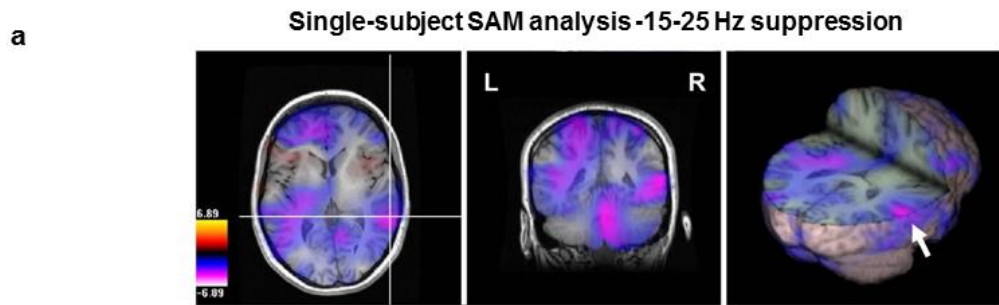 Single-subject SAM analysis -15-25 Hz suppression
a
L R
6.89
-6.89